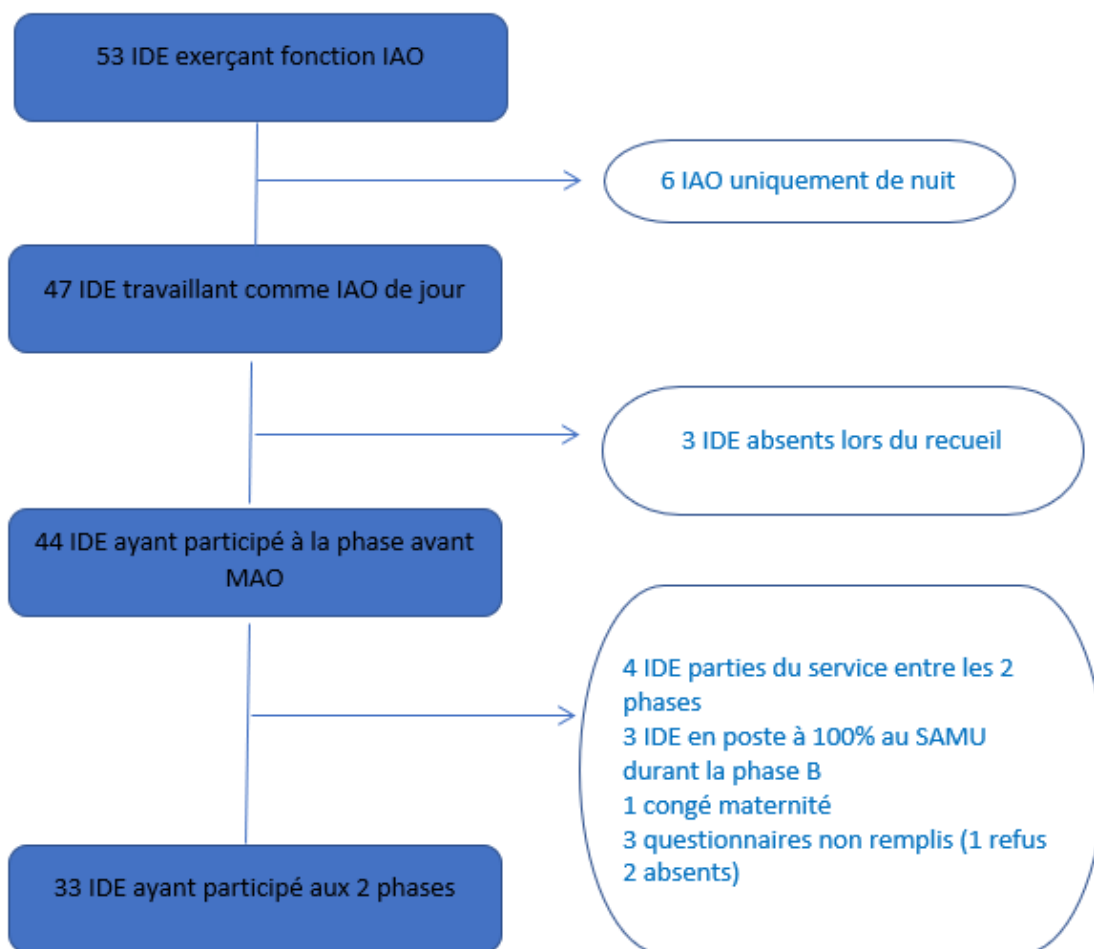 53 IDE exerçant fonction IAO
6 IAO uniquement de nuit
47 IDE travaillant comme IAO de jour
3 IDE absents lors du recueil
44 IDE ayant participé à la phase avant
MAO
4 IDE parties du service entre les 2
phases
3 IDE en poste à 100% au SAMU
durant la phase B
1 congé maternité
3 questionnaires non remplis (1 refus
2 absents)
33 IDE ayant participé aux 2 phases